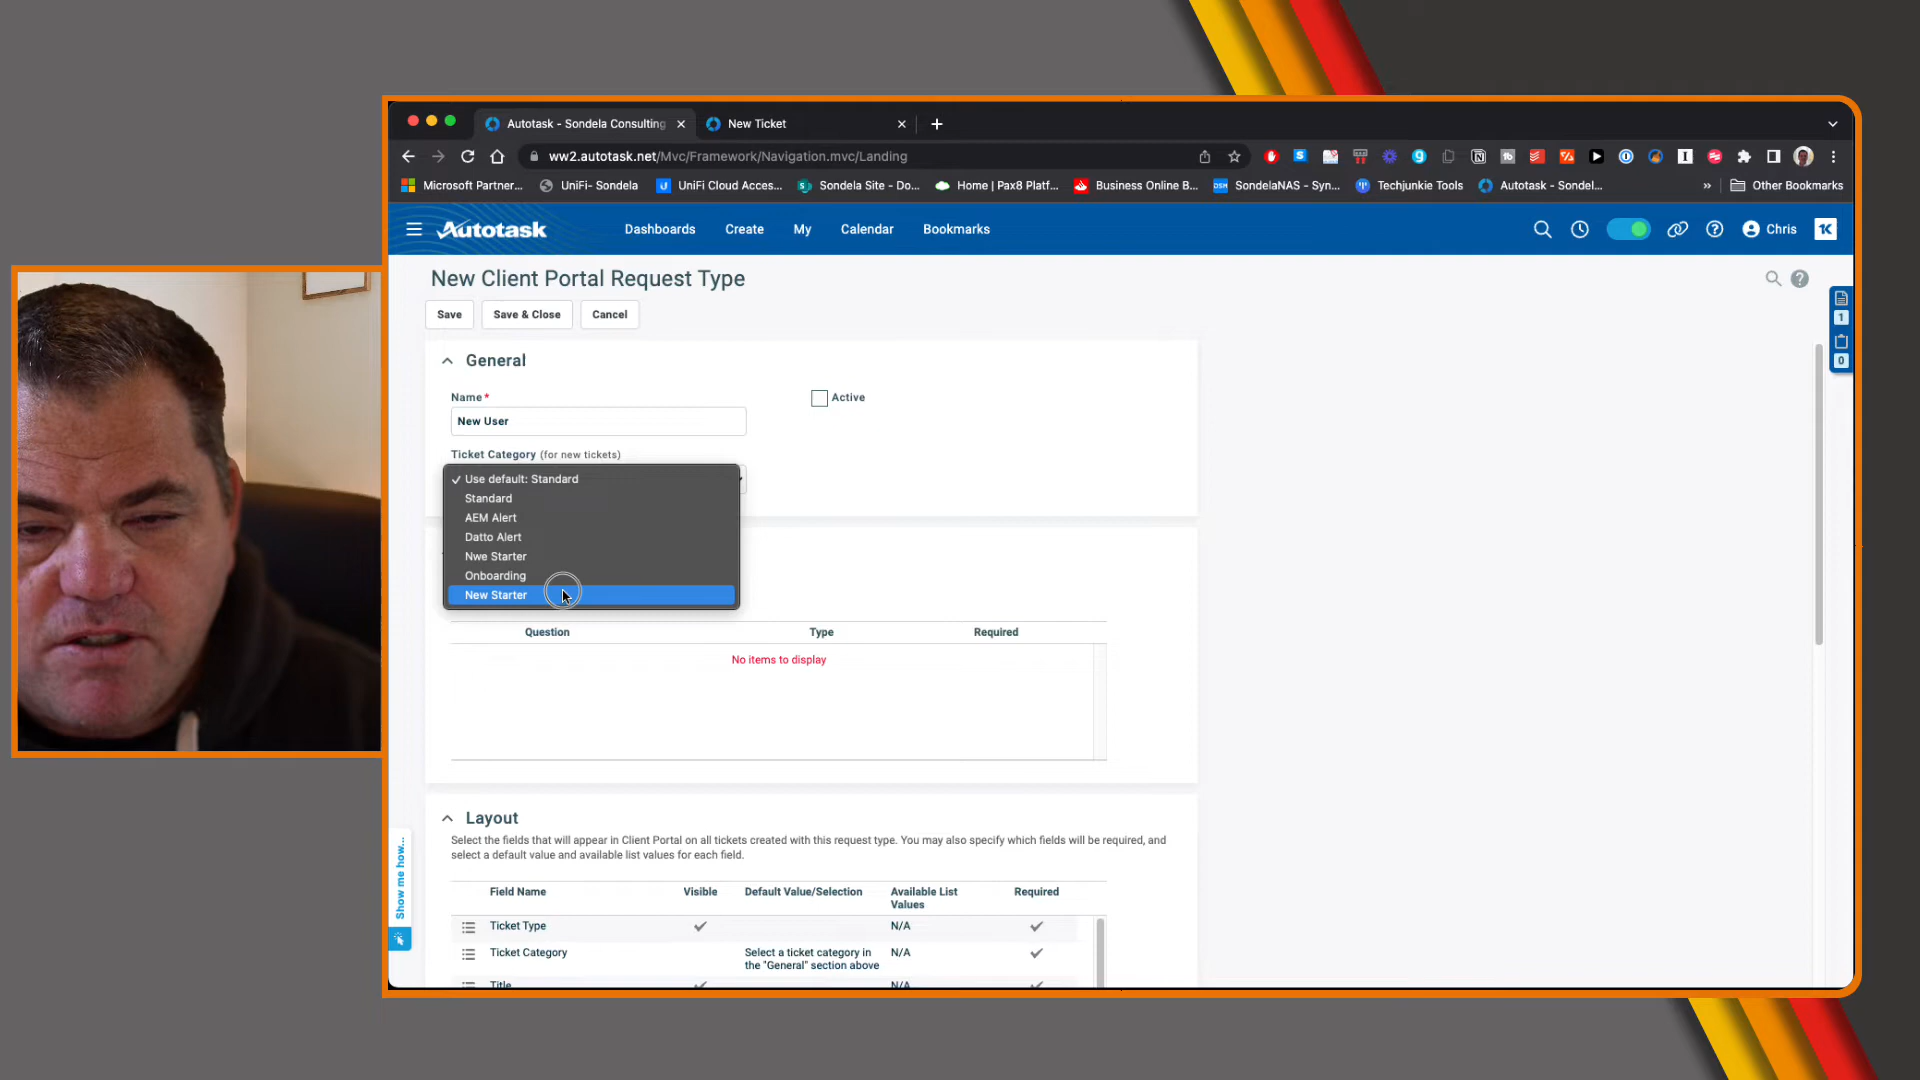 Autotask - Sondela Consulting
New Ticket
ww2.autotask.net/Mvc/Framework/Navigation.mvc/Landing
Microsoft Partner...
UniFi- Sondela
UniFi Cloud Acces...
Sondela Site - Do...
Home | Pax8 Platf...
Business Online B...
SondelaNAS - Syn...
Techjunkie Tools
Autotask - Sondel...
»
Other Bookmarks
Autotask
Dashboards
Create
My
Calendar
Bookmarks
Chris
New Client Portal Request Type
Save
Save & Close
Cancel
1
0
General
Name*
Active
New User
Ticket Category (for new tickets)
✓ Use default: Standard
Standard
AEM Alert
Datto Alert
Nwe Starter
Onboarding
New Starter
Question
Type
Required
No items to display
Layout
Select the fields that will appear in Client Portal on all tickets created with this request type. You may also specify which fields will be required, and
select a default value and available list values for each field.
Show me how...
Field Name
Visible
Default Value/Selection
Available List
Values
Required
Ticket Type
N/A
Ticket Category
Select a ticket category in
the "General" section above
N/A
Title
N/A